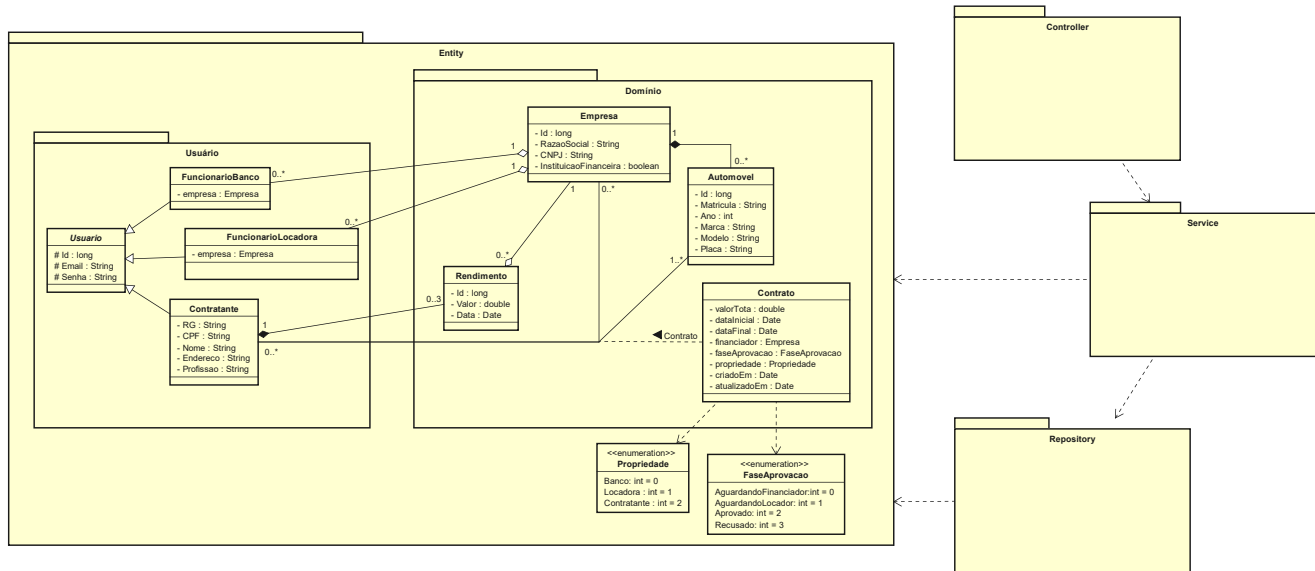 Entity
Usuário
FuncionarioBanco
- empresa : Empresa
Usuario
# Id : long
# Email : String
# Senha : String
FuncionarioLocadora
- empresa : Empresa
Contratante
- RG : String
- CPF : String
- Nome : String
- Endereco : String
- Profissao : String
Domínio
Empresa
- Id : long
- RazaoSocial : String
- CNPJ : String
- InstituicaoFinanceira : boolean
Automovel
- Id : long
- Matricula : String
- Ano : int
- Marca : String
- Modelo : String
- Placa : String
Rendimento
- Id : long
- Valor : double
- Data : Date
Contrato
- valorTota : double
- dataInicial : Date
- dataFinal : Date
- financiador : Empresa
- faseAprovacao : FaseAprovacao
- propriedade : Propriedade
- criadoEm : Date
- atualizadoEm : Date
1
0..*
1
0..*
1
0..*
1
0..*
0..*
1..*
1
0..3
0..*
Contrato
<<enumeration>>
Propriedade
Banco: int = 0
Locadora : int = 1
Contratante : int = 2
<<enumeration>>
FaseAprovacao
AguardandoFinanciador:int = 0
AguardandoLocador: int = 1
Aprovado: int = 2
Recusado: int = 3
Controller
Service
Repository